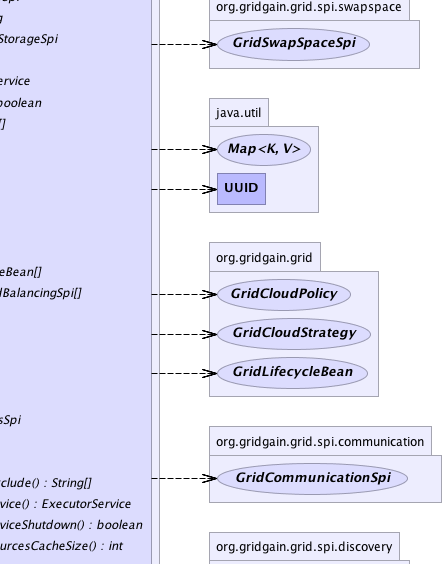 org.gridgain.grid.spi.swapspace
StorageSpi
GridSwapSpaceSpi
ervice
boolean
[]
java.util
Map<K, V>
UUID
org.gridgain.grid
eBean[]
dBalancingSpi[]
GridCloudPolicy
GridCloudStrategy
GridLifecycleBean
sSpi
org.gridgain.grid.spi.communication
GridCommunicationSpi
clude() : String[]
vice() : ExecutorService
viceShutdown() : boolean
urcesCacheSize() : int
org.gridgain.grid.spi.discovery